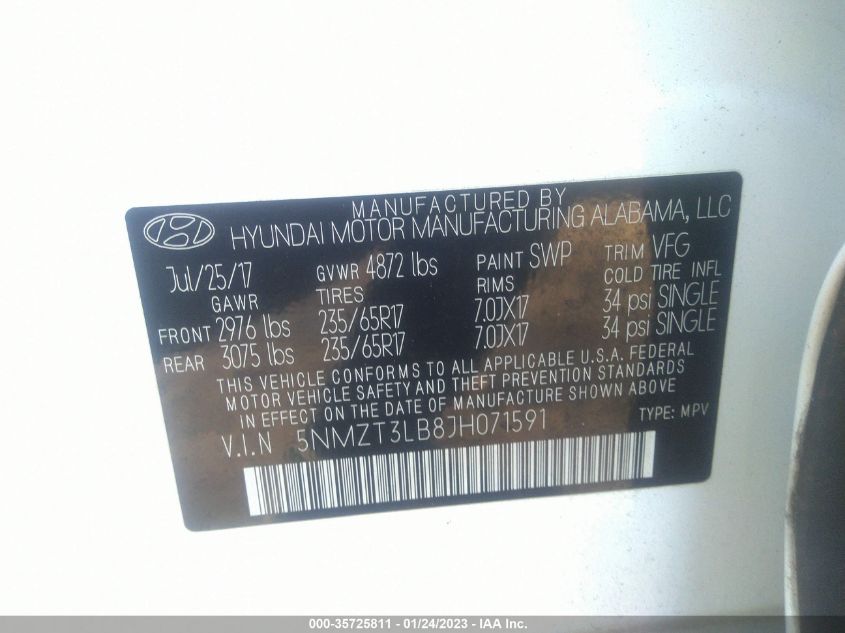 MANUFACTURED BY
HYUNDAI MOTOR MANUFACTURING ALABAMA, LLC
Jul/25/17 GVWR 4872 lbs PAINT SWP TRIM VFG
GAWR TIRES RIMS COLD TIRE INFL
FRONT 2976 lbs 235/65R17 7.0JX17 34 psi SINGLE
REAR 3075 lbs 235/65R17 7.0JX17 34 psi SINGLE
THIS VEHICLE CONFORMS TO ALL APPLICABLE U.S.A. FEDERAL
MOTOR VEHICLE SAFETY AND THEFT PREVENTION STANDARDS
IN EFFECT ON THE DATE OF MANUFACTURE SHOWN ABOVE
V.I.N 5NMZT3LB8JH071591 TYPE: MPV
000-35725811 - 01/24/2023 - IAA Inc.